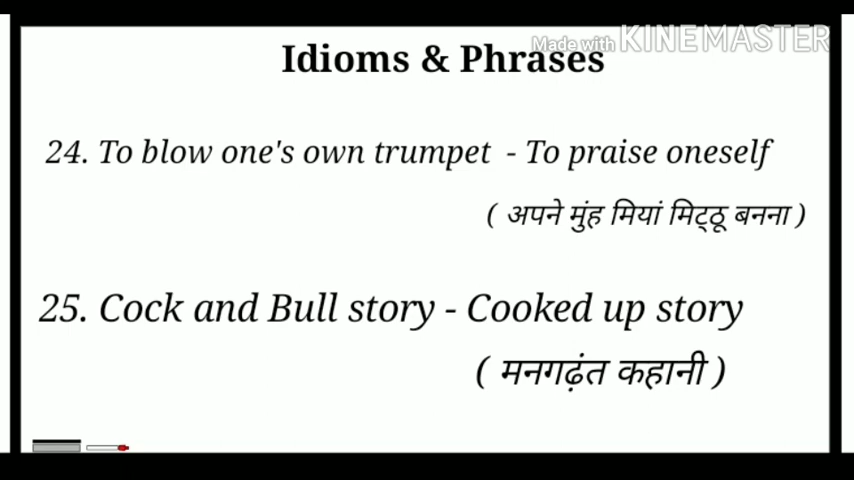 Made with KINEMASTER
Idioms & Phrases
24. To blow one's own trumpet - To praise oneself
( अपने मुंह मियां मिट्ठू बनना )
25. Cock and Bull story - Cooked up story
( मनगढ़ंत कहानी )